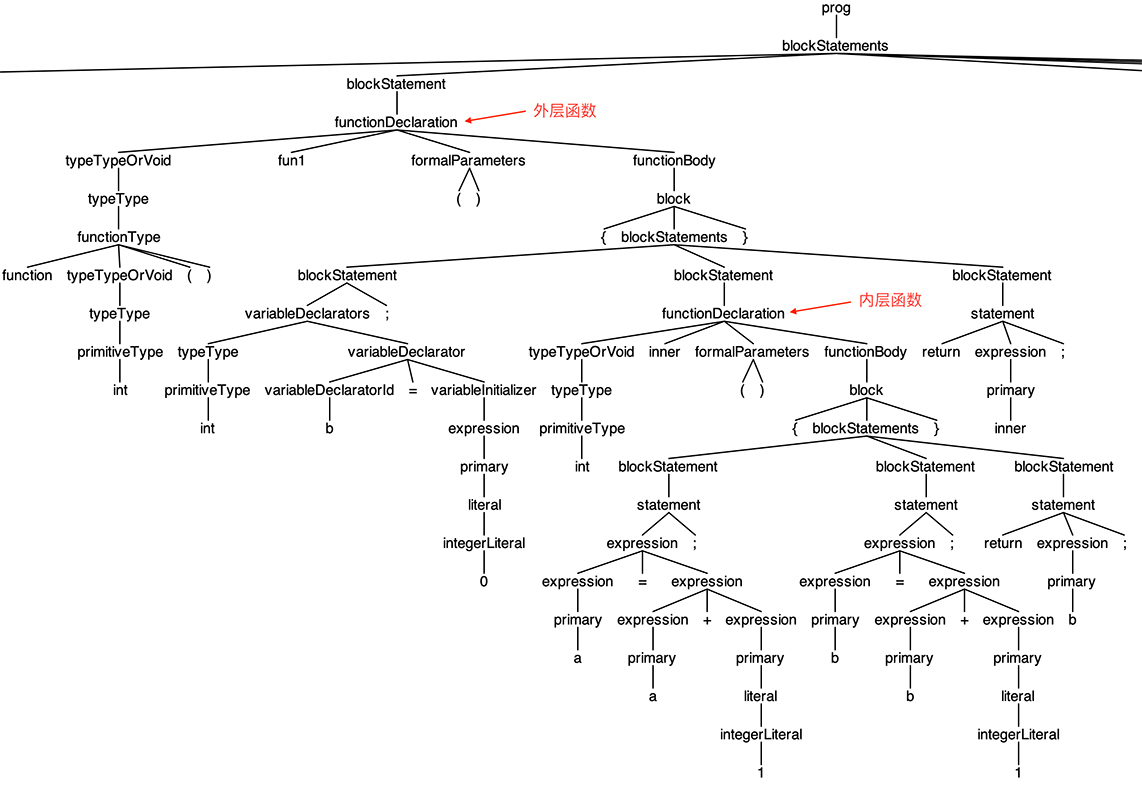 prog
blockStatements
blockStatement
functionDeclaration 外层函数
typeTypeOrVoid fun1 formalParameters functionBody
typeType ( ) block
functionType { blockStatements }
function typeTypeOrVoid ( ) blockStatement blockStatement blockStatement
typeType variableDeclarators ; functionDeclaration 内层函数 statement
primitiveType typeType variableDeclarator typeTypeOrVoid inner formalParameters functionBody return expression ;
int primitiveType variableDeclaratorId = variableInitializer typeType ( ) block primary
int b expression primitiveType { blockStatements } inner
primary int blockStatement blockStatement blockStatement
literal statement statement statement
integerLiteral expression ; expression ; return expression ;
0 expression = expression expression = expression primary
primary expression + expression primary expression + expression b
a primary primary b primary primary
a literal b literal
integerLiteral integerLiteral
1 1